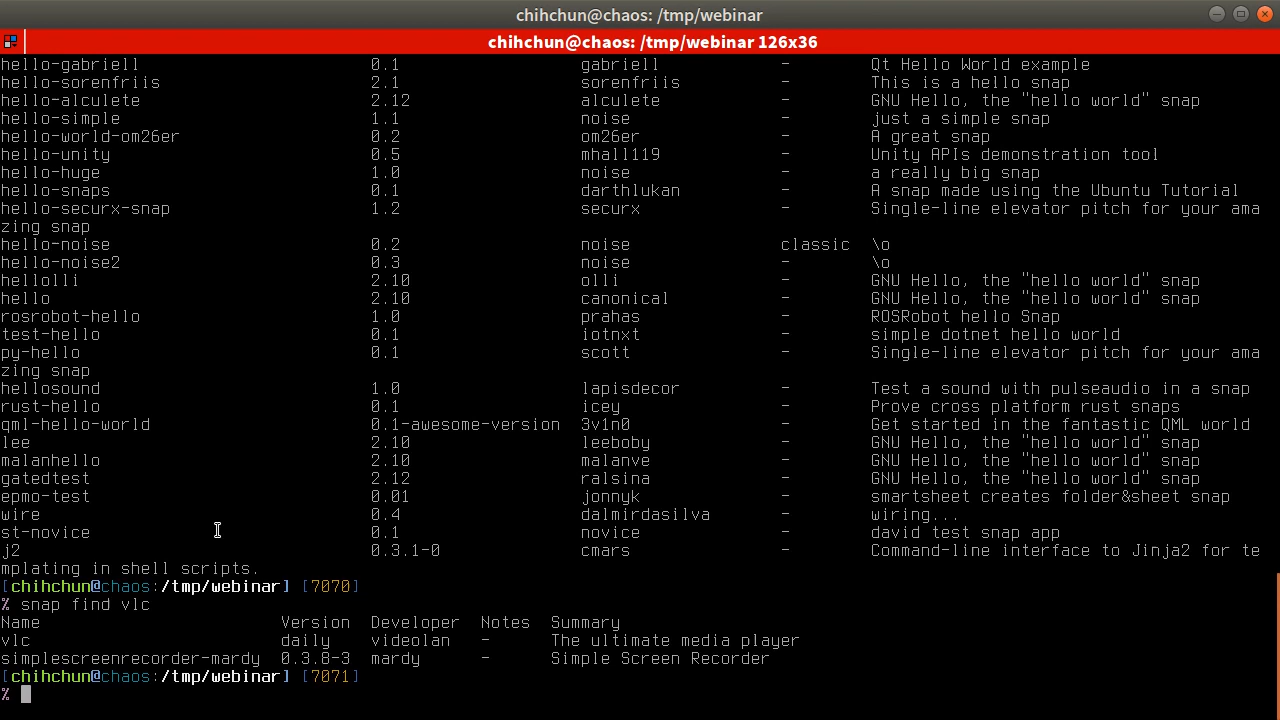 chihchun@chaos: /tmp/webinar
chihchun@chaos: /tmp/webinar 126x36
hello-gabriell 0.1 gabriell - Qt Hello World example
hello-sorenfriis 2.1 sorenfriis - This is a hello snap
hello-alculete 2.12 alculete - GNU Hello, the "hello world" snap
hello-simple 1.1 noise - just a simple snap
hello-world-om26er 0.2 om26er - A great snap
hello-unity 0.5 mhall119 - Unity APIs demonstration tool
hello-huge 1.0 noise - a really big snap
hello-snaps 0.1 darthlukan - A snap made using the Ubuntu Tutorial
hello-securx-snap 1.2 securx - Single-line elevator pitch for your ama
zing snap
hello-noise 0.2 noise classic \o
hello-noise2 0.3 noise - \o
hellolli 2.10 olli - GNU Hello, the "hello world" snap
hello 2.10 canonical - GNU Hello, the "hello world" snap
rosrobot-hello 1.0 prahas - ROSRobot hello Snap
test-hello 0.1 iotnxt - simple dotnet hello world
py-hello 0.1 scott - Single-line elevator pitch for your ama
zing snap
hellosound 1.0 lapisdecor - Test a sound with pulseaudio in a snap
rust-hello 0.1 icey - Prove cross platform rust snaps
qml-hello-world 0.1-awesome-version 3v1n0 - Get started in the fantastic QML world
lee 2.10 leeboby - GNU Hello, the "hello world" snap
malanhello 2.10 malanve - GNU Hello, the "hello world" snap
gatedtest 2.12 ralsina - GNU Hello, the "hello world" snap
epmo-test 0.01 jonnyk - smartsheet creates folder&sheet snap
wire 0.4 dalmirdasilva - wiring...
st-novice 0.1 novice - david test snap app
j2 0.3.1-0 cmars - Command-line interface to Jinja2 for te
mplating in shell scripts.
[chihchun@chaos:/tmp/webinar] [7070]
% snap find vlc
Name Version Developer Notes Summary
vlc daily videolan - The ultimate media player
simplescreenrecorder-mardy 0.3.8-3 mardy - Simple Screen Recorder
[chihchun@chaos:/tmp/webinar] [7071]
%